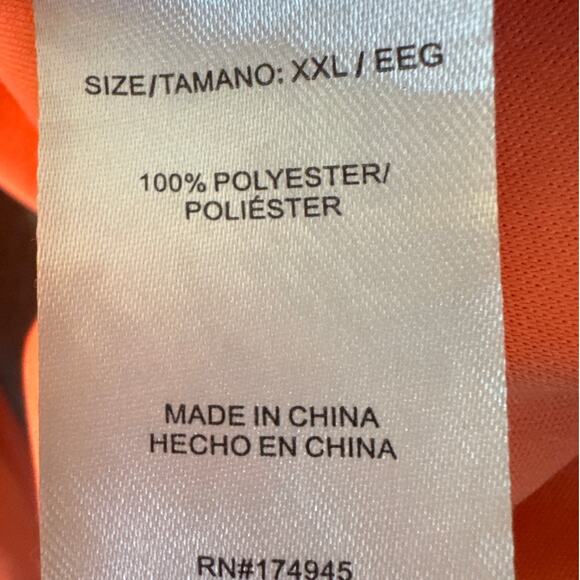 SIZE/TAMANO: XXL / EEG
100% POLYESTER/
POLIÉSTER
MADE IN CHINA
HECHO EN CHINA
RN#174945